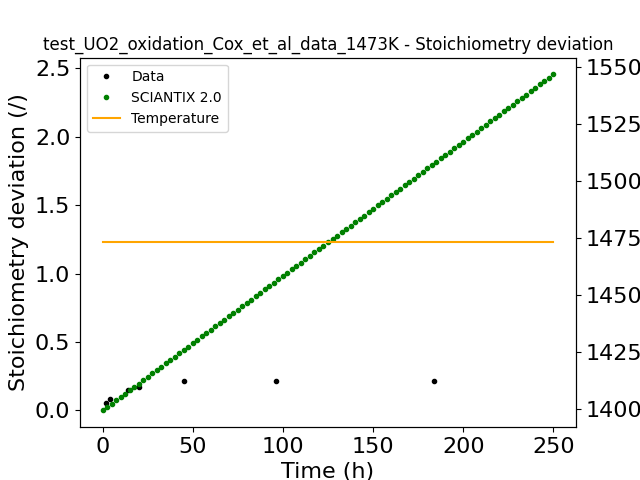 test_UO2_oxidation_Cox_et_al_data_1473K - Stoichiometry deviation
Data
SCIANTIX 2.0
Temperature
Stoichiometry deviation (/)
2.5
2.0
1.5
1.0
0.5
0.0
1550
1525
1500
1475
1450
1425
1400
0 50 100 150 200 250
Time (h)